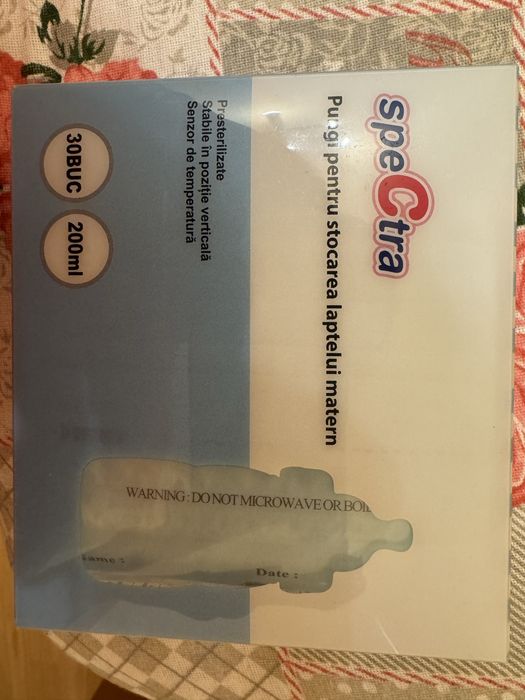 speCtra
Pungi pentru stocarea laptelui matern
Presterilizate
Stabile în poziție verticală
Senzor de temperatură
30BUC
200ml
WARNING: DO NOT MICROWAVE OR BOIL
Date :